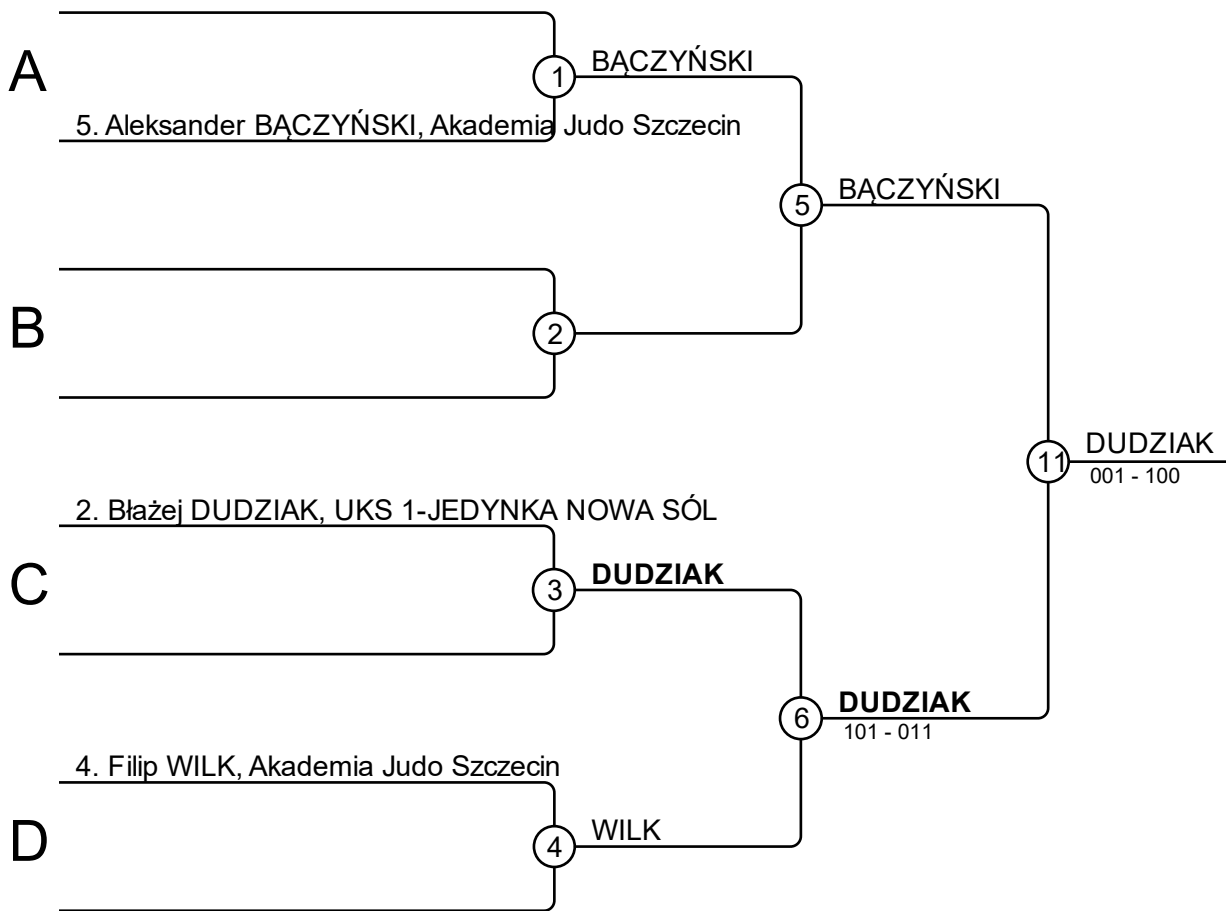 A
1 BĄCZYŃSKI
5. Aleksander BĄCZYŃSKI, Akademia Judo Szczecin
5 BĄCZYŃSKI
B
2
11 DUDZIAK
001 - 100
2. Błażej DUDZIAK, UKS 1-JEDYNKA NOWA SÓL
C
3 DUDZIAK
6 DUDZIAK
101 - 011
4. Filip WILK, Akademia Judo Szczecin
D
4 WILK